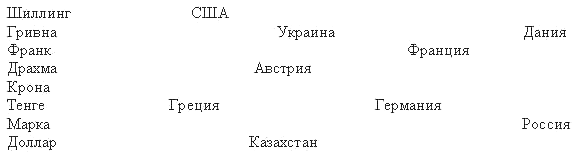 Шиллинг США
Гривна Украина Дания
Франк Франция
Драхма Австрия
Крона
Тенге Греция Германия
Марка Россия
Доллар Казахстан